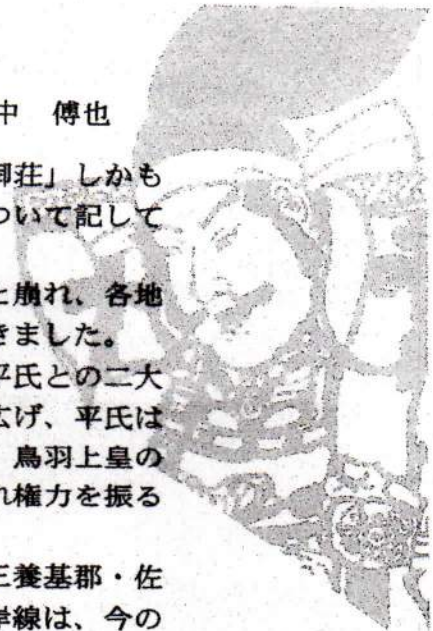 中 傅也
御荘」しかも
ついて記して
と崩れ、各地
きました。
平氏との二大
広げ、平氏は
鳥羽上皇の
れ権力を振る
三養基郡・佐
岸線は、今の